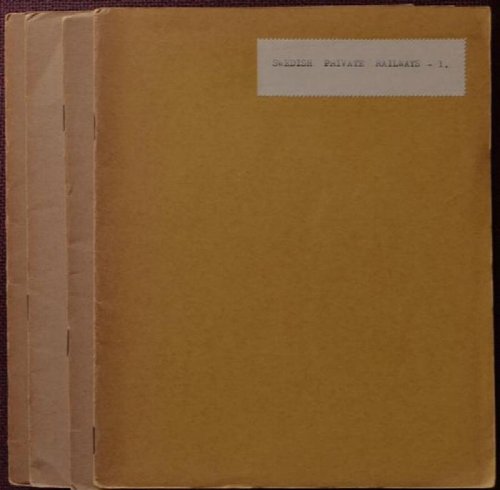 SWEDISH PRIVATE RAILWAYS - 1.